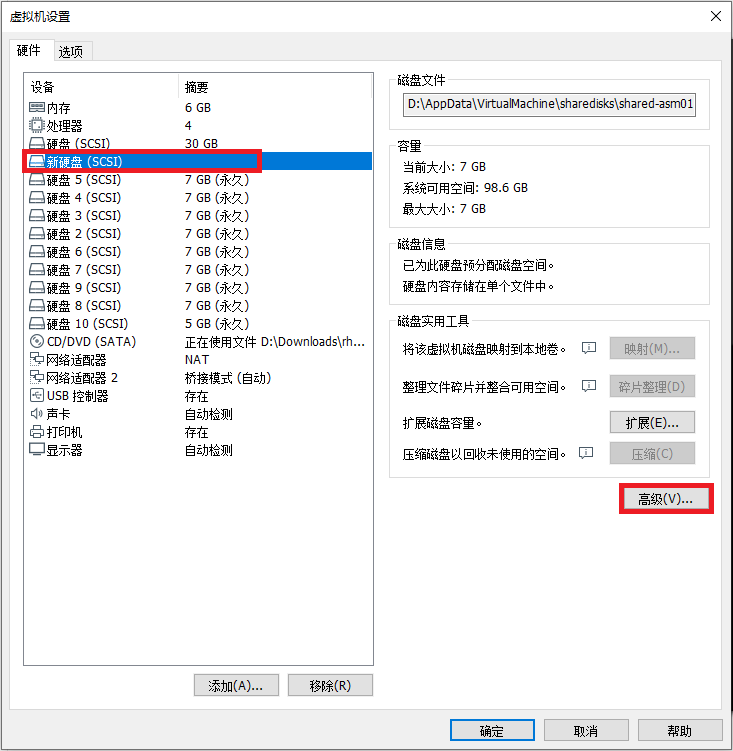 虚拟机设置
硬件 选项
设备 摘要
内存 6 GB
处理器 4
硬盘 (SCSI) 30 GB
新硬盘 (SCSI)
硬盘 5 (SCSI) 7 GB (永久)
硬盘 4 (SCSI) 7 GB (永久)
硬盘 3 (SCSI) 7 GB (永久)
硬盘 2 (SCSI) 7 GB (永久)
硬盘 6 (SCSI) 7 GB (永久)
硬盘 7 (SCSI) 7 GB (永久)
硬盘 9 (SCSI) 7 GB (永久)
硬盘 8 (SCSI) 7 GB (永久)
硬盘 10 (SCSI) 5 GB (永久)
CD/DVD (SATA) 正在使用文件 D:\Downloads\rh...
网络适配器 NAT
网络适配器 2 桥接模式 (自动)
USB 控制器 存在
声卡 自动检测
打印机 存在
显示器 自动检测
添加(A)... 移除(R)
磁盘文件
D:\AppData\VirtualMachine\sharedisks\shared-asm01
容量
当前大小: 7 GB
系统可用空间: 98.6 GB
最大大小: 7 GB
磁盘信息
已为此硬盘预分配磁盘空间。
硬盘内容存储在单个文件中。
磁盘实用工具
将该虚拟机磁盘映射到本地卷。 映射(M)...
整理文件碎片并整合可用空间。 碎片整理(D)
扩展磁盘容量。 扩展(E)...
压缩磁盘以回收未使用的空间。 压缩(C)
高级(V)...
确定 取消 帮助